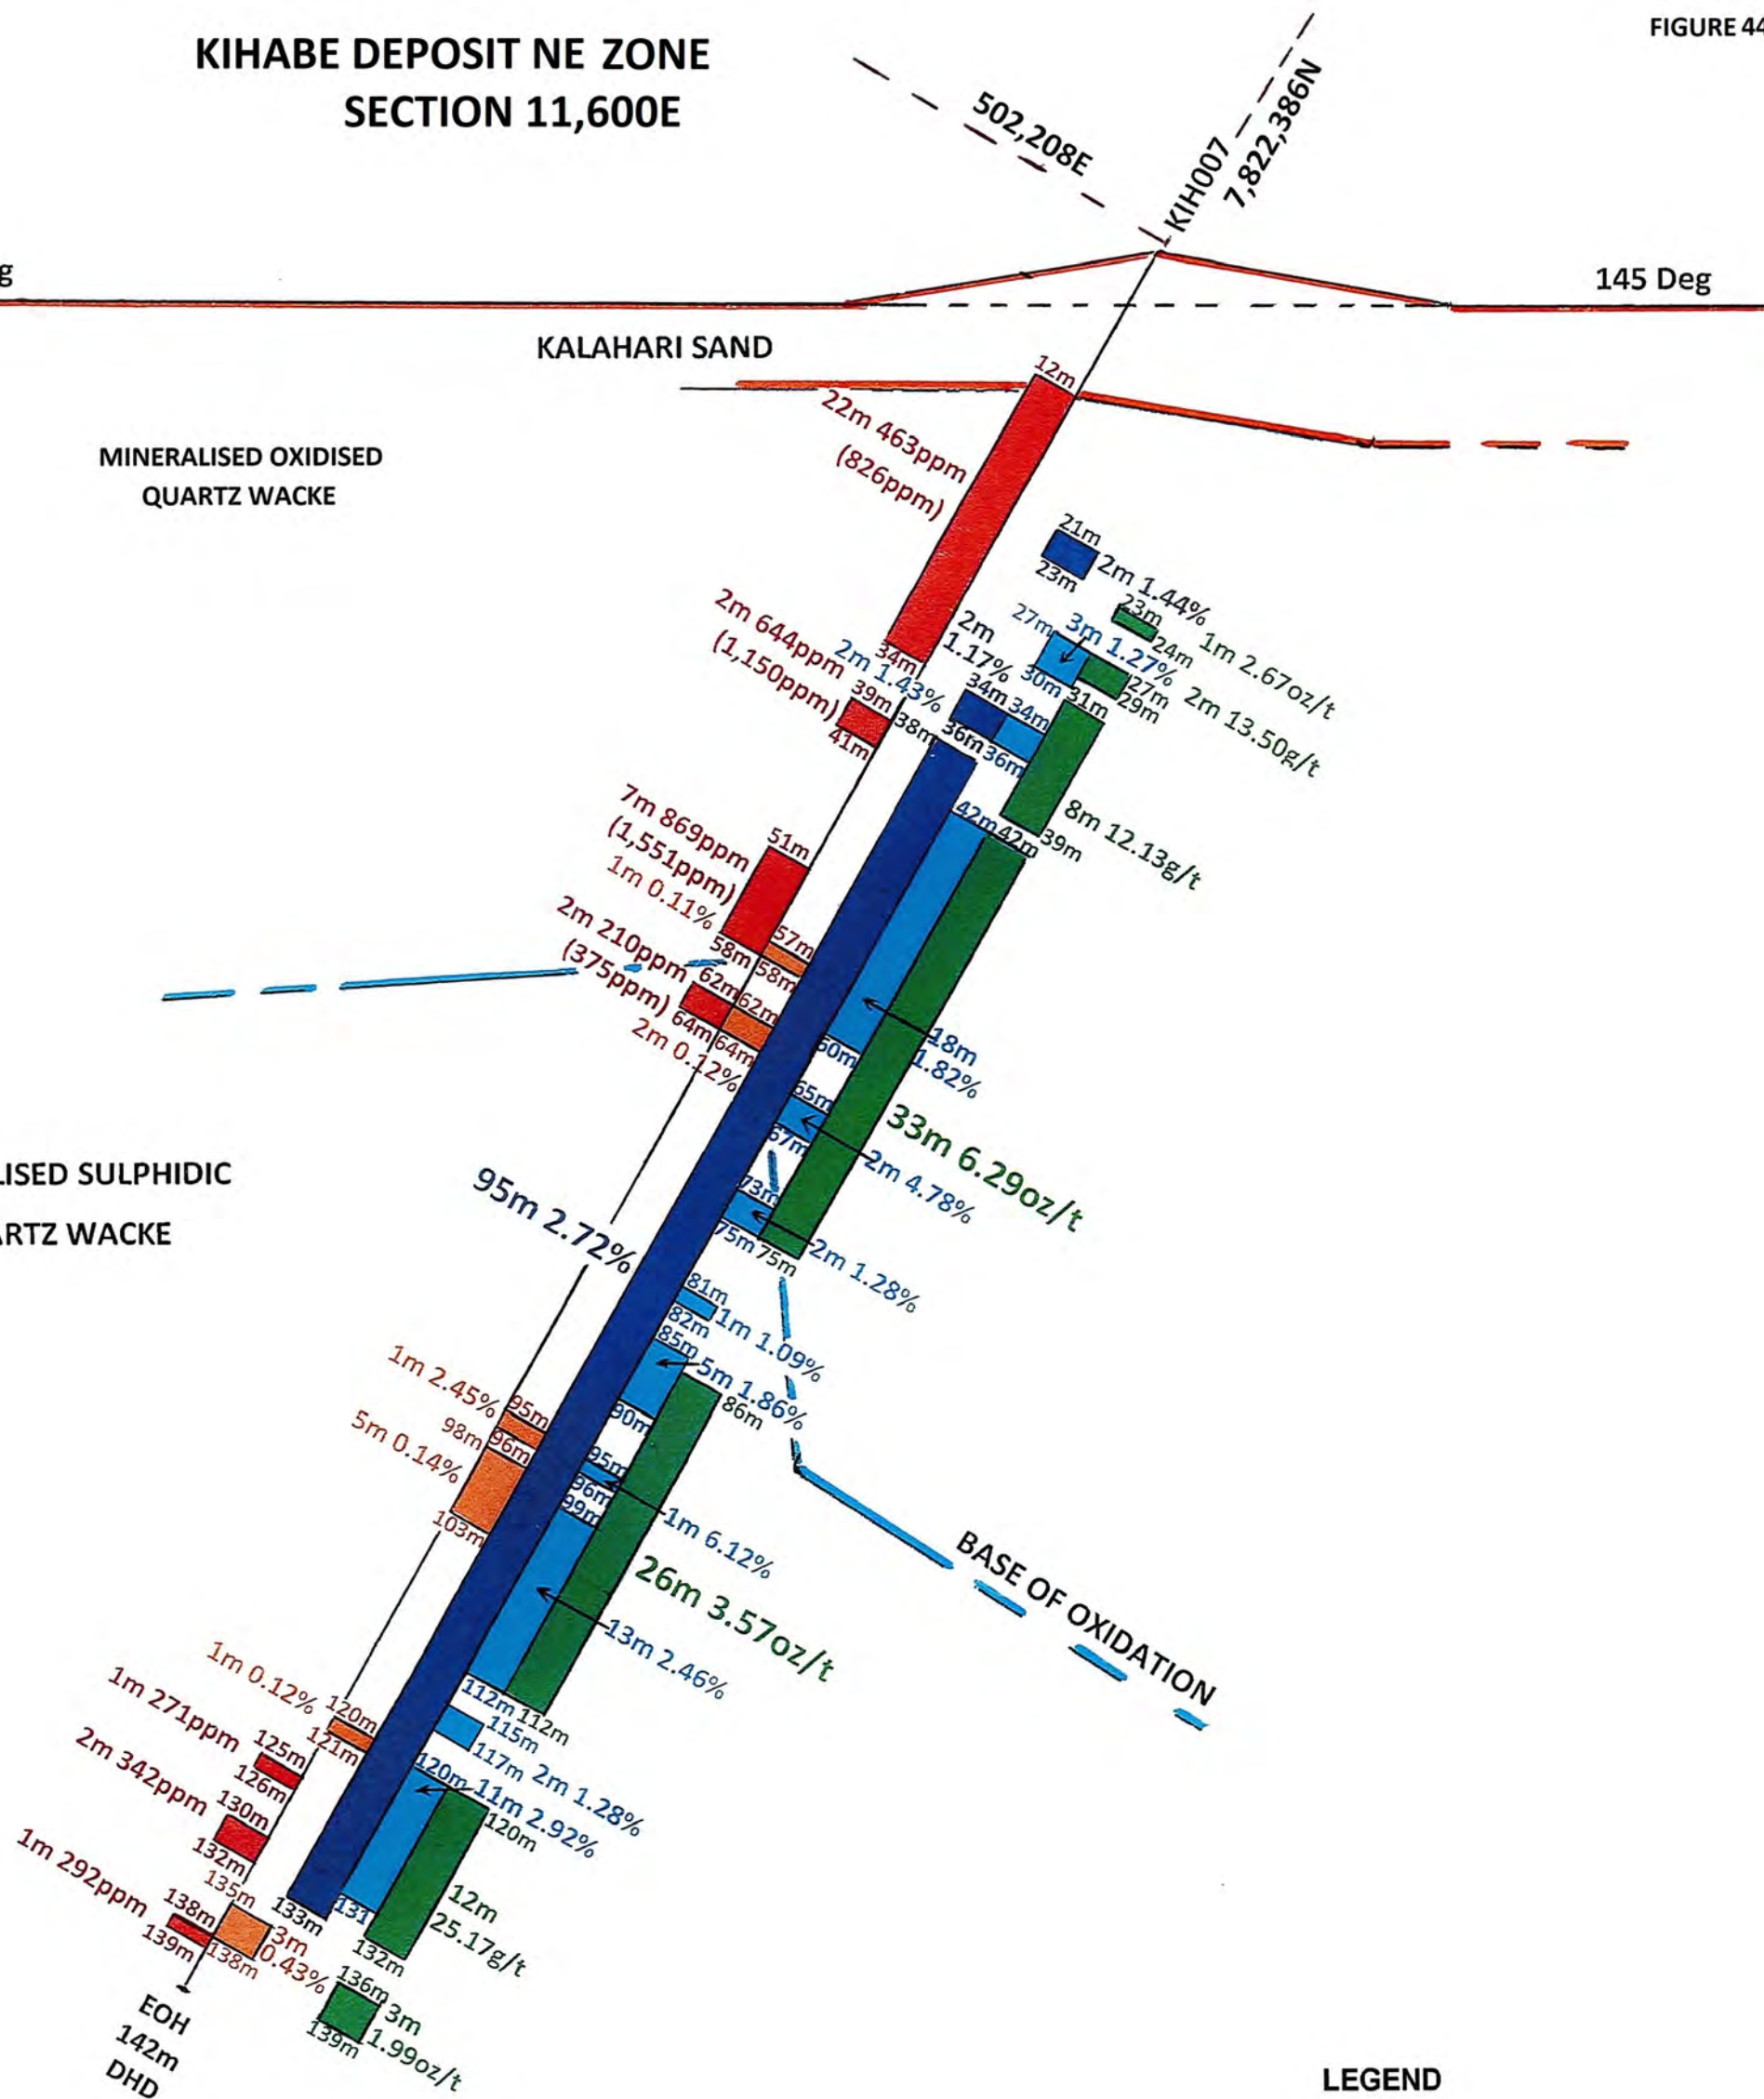 FIGURE 44
KIHABE DEPOSIT NE ZONE
SECTION 11,600E
502,208E
KIH007
7,822,386N
g
145 Deg
KALAHARI SAND
MINERALISED OXIDISED
QUARTZ WACKE
12m
22m 463ppm
(826ppm)
34m
21m
23m
2m 1.44%
23m
24m
1m 2.67oz/t
27m
3m 1.27%
30m
27m
29m
2m 13.50g/t
2m
1.17%
34m
34m
36m
36m
31m
39m
8m 12.13g/t
2m 644ppm
(1,150ppm)
39m
41m
2m 1.43%
38m
42m
42m
7m 869ppm
(1,551ppm)
51m
58m
1m 0.11%
57m
58m
2m 210ppm
(375ppm)
62m
62m
64m
64m
2m 0.12%
60m
18m
1.82%
65m
67m
2m 4.78%
33m 6.29oz/t
73m
75m
75m
2m 1.28%
LISED SULPHIDIC
ARTZ WACKE
95m 2.72%
81m
82m
1m 1.09%
85m
5m 1.86%
90m
86m
1m 2.45%
95m
96m
98m
5m 0.14%
103m
95m
96m
99m
1m 6.12%
26m 3.57oz/t
13m 2.46%
BASE OF OXIDATION
112m
112m
115m
117m
2m 1.28%
1m 0.12%
120m
121m
1m 271ppm
125m
126m
2m 342ppm
130m
132m
120m
11m 2.92%
120m
1m 292ppm
138m
139m
135m
138m
3m
0.43%
133m
131
132m
12m
25.17g/t
136m
139m
3m
1.99oz/t
EOH
142m
DHD
LEGEND